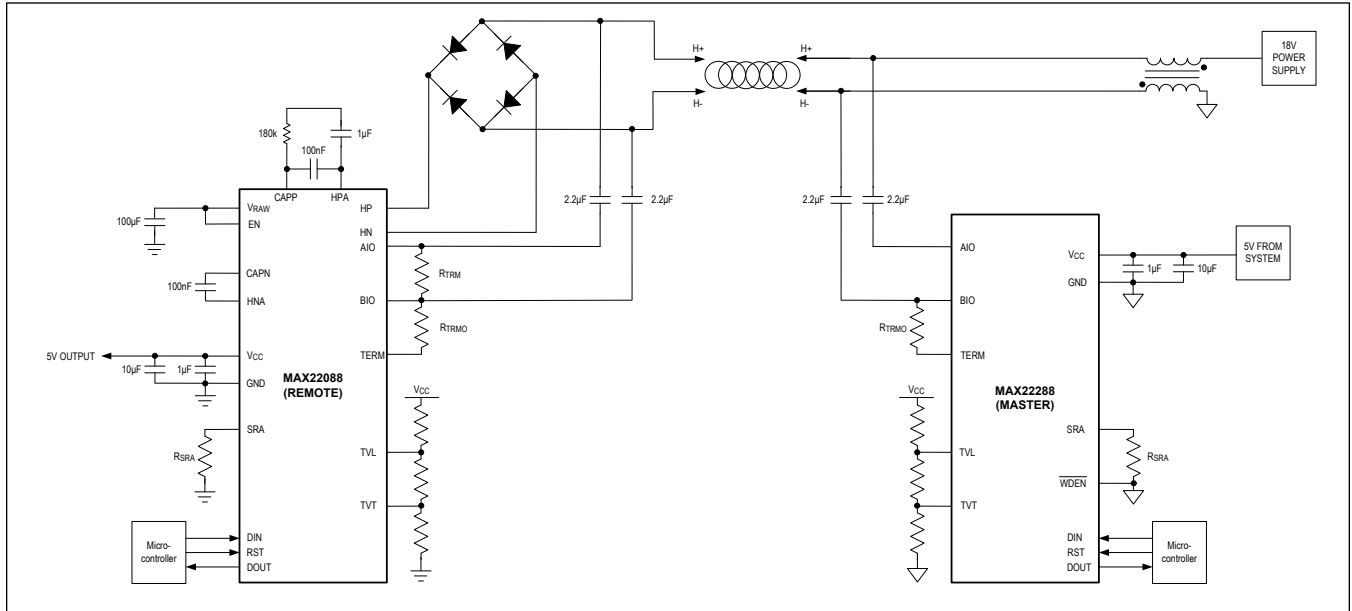 H+
H-
H+
H-
18V
POWER
SUPPLY
180k
1µF
100nF
CAPP
HPA
VRAW
EN
100µF
HP
HN
AIO
2.2µF
2.2µF
2.2µF
2.2µF
CAPN
HNA
100nF
RTRM
BIO
RTRMO
TERM
5V OUTPUT
10µF
1µF
VCC
GND
MAX22088
(REMOTE)
SRA
RSRA
VCC
TVL
TVT
Micro-
controller
DIN
RST
DOUT
AIO
BIO
RTRMO
TERM
VCC
GND
1µF
10µF
5V FROM
SYSTEM
MAX22288
(MASTER)
VCC
TVL
TVT
SRA
RSRA
WDEN
DIN
RST
DOUT
Micro-
controller